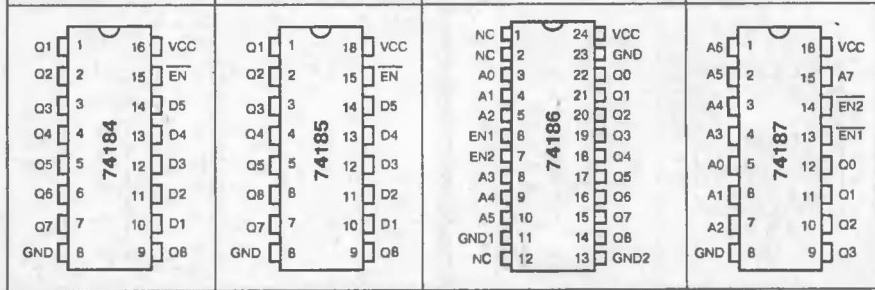 Q1 1 16 VCC
Q2 2 15 EN
Q3 3 14 D5
Q4 4 13 D4
Q5 5 12 D3
Q6 6 11 D2
Q7 7 10 D1
GND 8 9 Q8
74184
Q1 1 16 VCC
Q2 2 15 EN
Q3 3 14 D5
Q4 4 13 D4
Q5 5 12 D3
Q6 6 11 D2
Q7 7 10 D1
GND 8 9 Q8
74185
NC 1 24 VCC
NC 2 23 GND
A0 3 22 Q0
A1 4 21 Q1
A2 5 20 Q2
EN1 6 19 Q3
EN2 7 18 Q4
A3 8 17 Q5
A4 9 16 Q6
A5 10 15 Q7
GND1 11 14 Q8
NC 12 13 GND2
74186
A6 1 16 VCC
A5 2 15 A7
A4 3 14 EN2
A3 4 13 EN1
A0 5 12 Q0
A1 6 11 Q1
A2 7 10 Q2
GND 8 9 Q3
74187